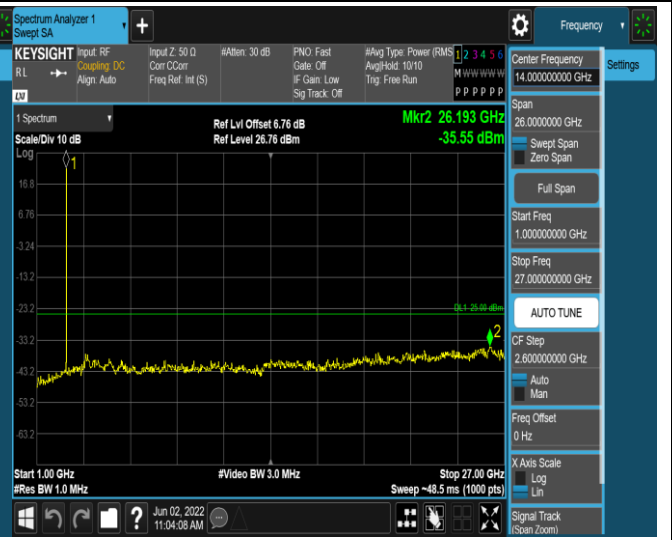 Spectrum Analyzer 1
Swept SA
+
Frequency
KEYSIGHT
RL
LXI
Input: RF
Coupling: DC
Align: Auto
Input Z: 50 Ω
Corr CCorr
Freq Ref: Int (S)
#Atten: 30 dB
PNO: Fast
Gate: Off
IF Gain: Low
Sig Track: Off
#Avg Type: Power (RMS
Avg|Hold: 10/10
Trig: Free Run
1 2 3 4 5 6
M W W W W W
P P P P P P
1 Spectrum
Scale/Div 10 dB
Log
Ref Lvl Offset 6.76 dB
Ref Level 26.76 dBm
Mkr2 26.193 GHz
-35.55 dBm
1
16.8
6.76
-3.24
-13.2
-23.2
DL1 -25.00 dBm
-33.2
2
-43.2
-53.2
-63.2
Start 1.00 GHz
#Res BW 1.0 MHz
#Video BW 3.0 MHz
Stop 27.00 GHz
Sweep ~48.5 ms (1000 pts)
?
Jun 02, 2022
11:04:08 AM
Center Frequency
14.000000000 GHz
Settings
Span
26.0000000 GHz
Swept Span
Zero Span
Full Span
Start Freq
1.000000000 GHz
Stop Freq
27.000000000 GHz
AUTO TUNE
CF Step
2.600000000 GHz
Auto
Man
Freq Offset
0 Hz
X Axis Scale
Log
Lin
Signal Track
(Span Zoom)